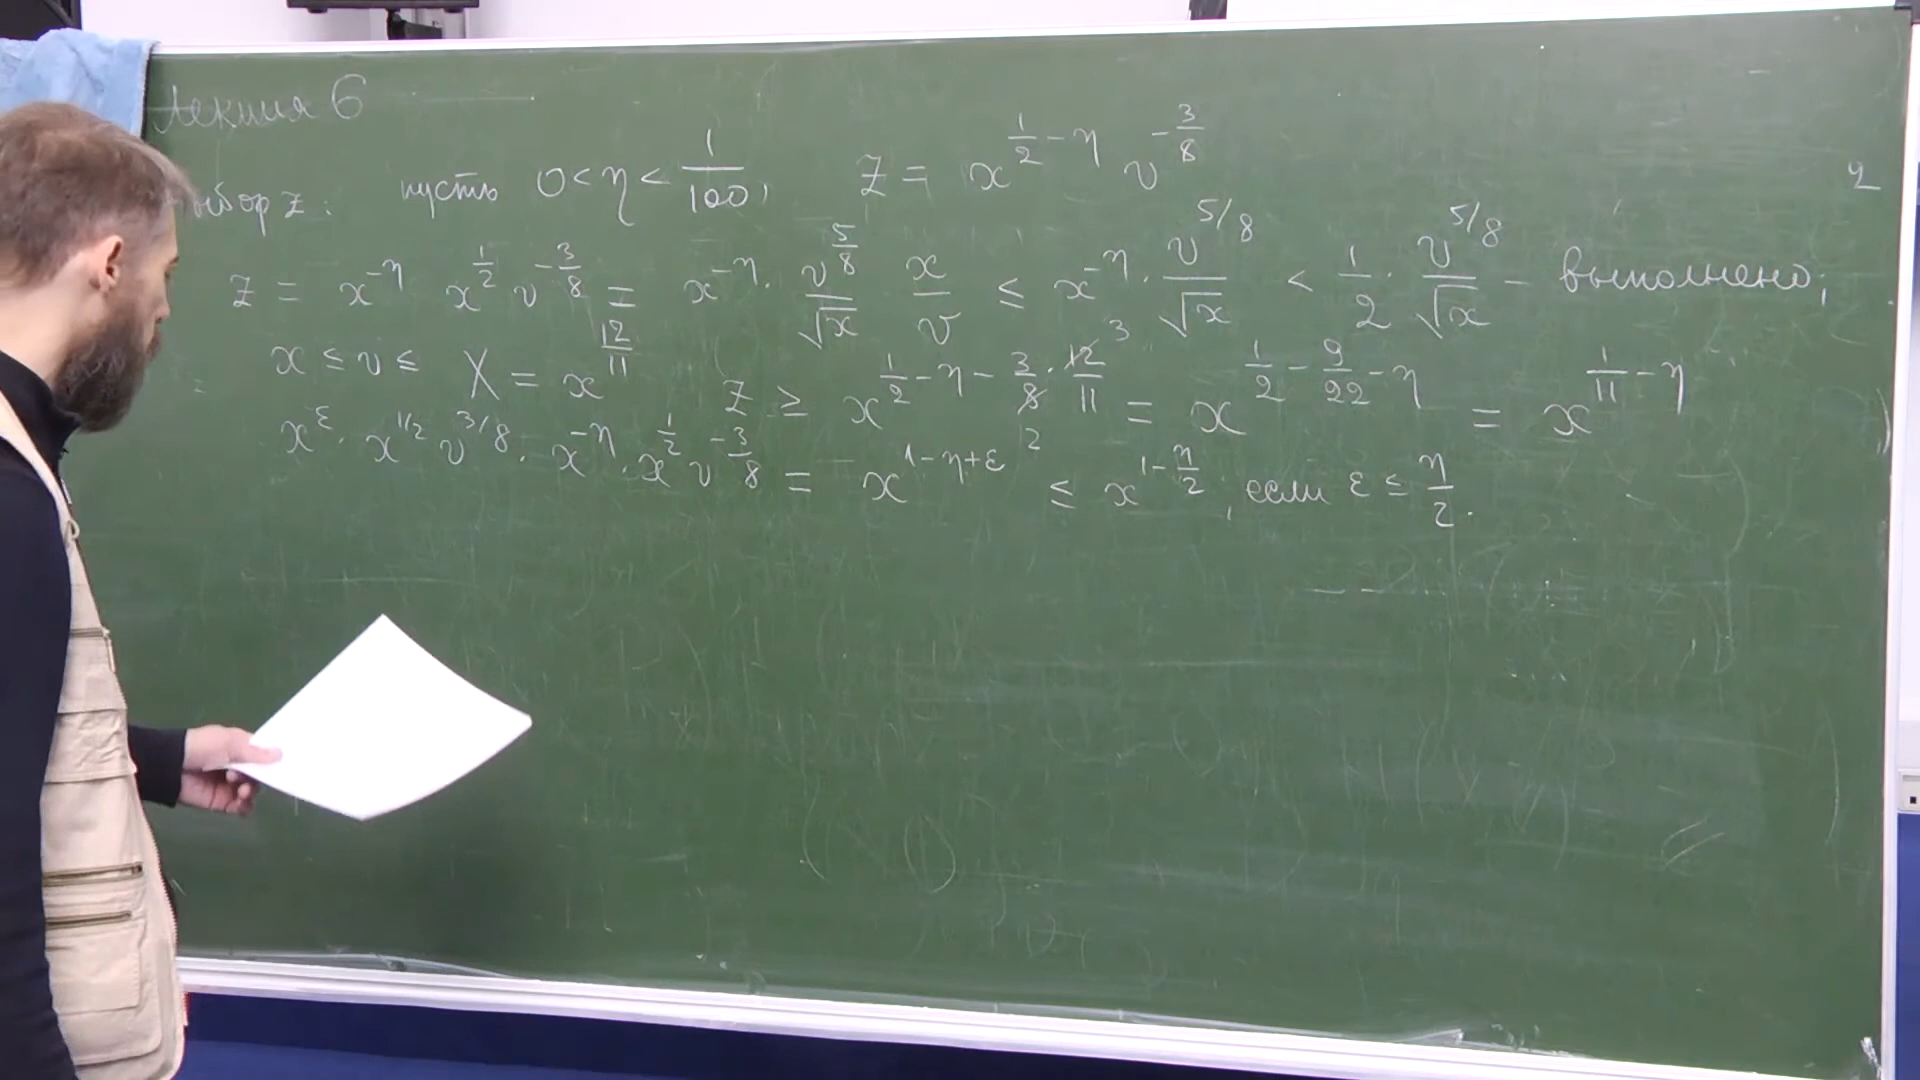 Лекция 6
ыбор z: пусть 0 < η < 1/100, z = x^{1/2 - η} v^{-3/8}
z = x^{-η} x^{1/2} v^{-3/8} = x^{-η} · v^{5/8}/√x x/v ≤ x^{-η} · v^{5/8}/√x < 1/2 · v^{5/8}/√x - выполнено;
x ≤ v ≤ X = x^{12/11} z ≥ x^{1/2 - η - 3/8 · 12/11} = x^{1/2 - 9/22 - η} = x^{1/11 - η}
x^ε · x^{1/2} v^{3/8} · x^{-η} · x^{1/2} v^{-3/8} = x^{1-η+ε} ≤ x^{1 - η/2}, если ε ≤ η/2.